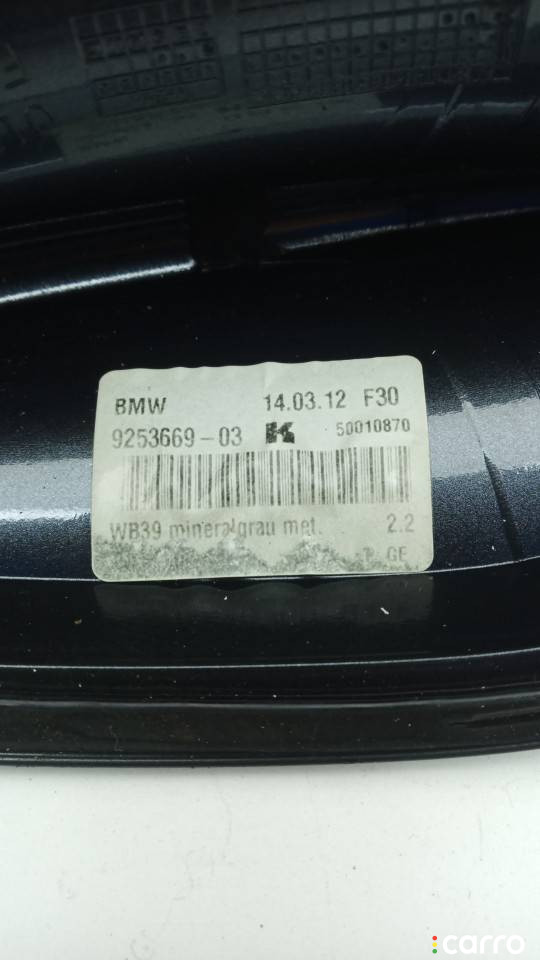 BMW 14.03.12 F30
9253669-03 K 50010870
WB39 mineralgrau met. 2.2
GE
carro